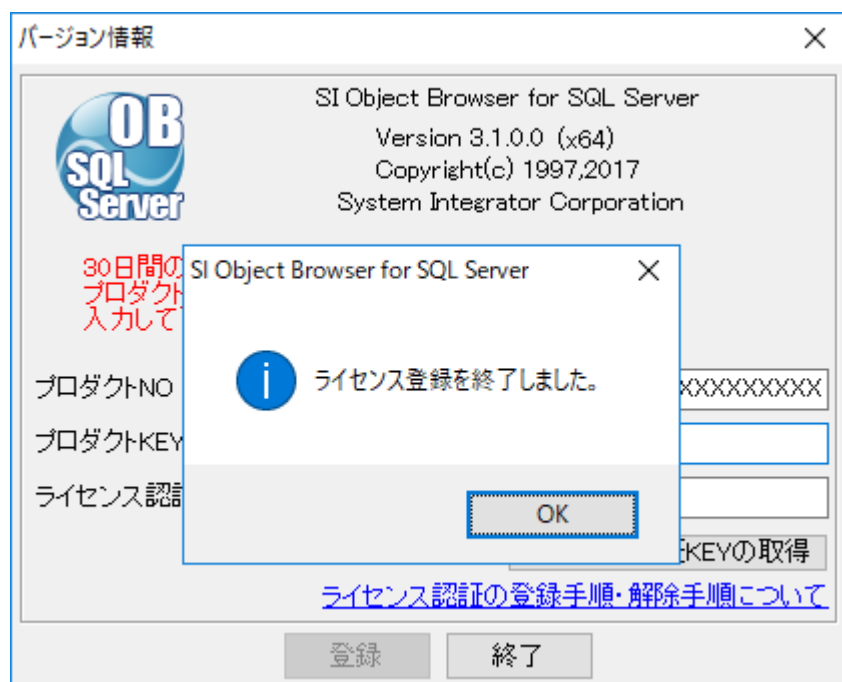 バージョン情報
OB
SQL
Server
SI Object Browser for SQL Server
Version 3.1.0.0 (x64)
Copyright(c) 1997,2017
System Integrator Corporation
30日間の
プロダクト
入力して
SI Object Browser for SQL Server
ライセンス登録を終了しました。
OK
プロダクトNO
XXXXXXXXX
プロダクトKEY
ライセンス認証
KEYの取得
ライセンス認証の登録手順・解除手順について
登録
終了